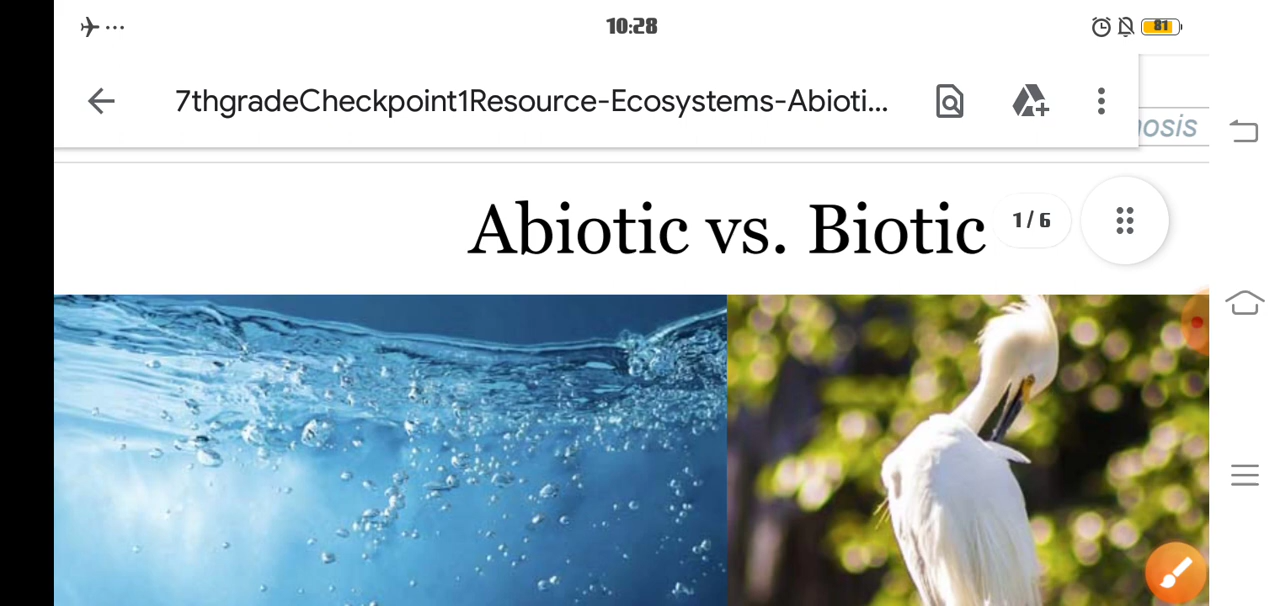 10:28
81
7thgradeCheckpoint1Resource-Ecosystems-Abioti...
osis
Abiotic vs. Biotic
1/6